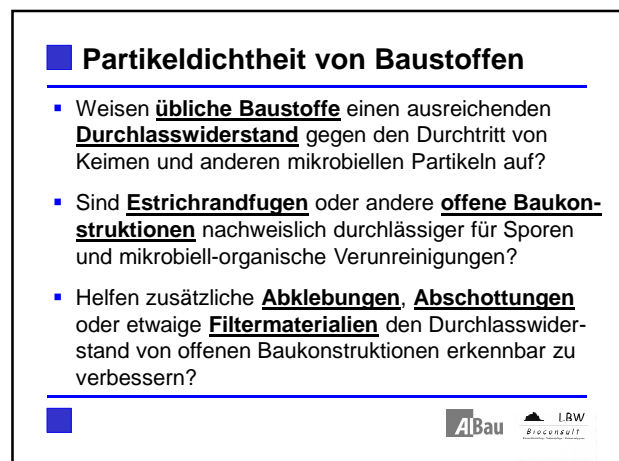 Partikeldichtheit von Baustoffen
Weisen übliche Baustoffe einen ausreichenden
Durchlasswiderstand gegen den Durchtritt von
Keimen und anderen mikrobiellen Partikeln auf?
Sind Estrichrandfugen oder andere offene Baukon-
struktionen nachweislich durchlässiger für Sporen
und mikrobiell-organische Verunreinigungen?
Helfen zusätzliche Abklebungen, Abschottungen
oder etwaige Filtermaterialien den Durchlasswider-
stand von offenen Baukonstruktionen erkennbar zu
verbessern?
AIBau
LBW
Bioconsult